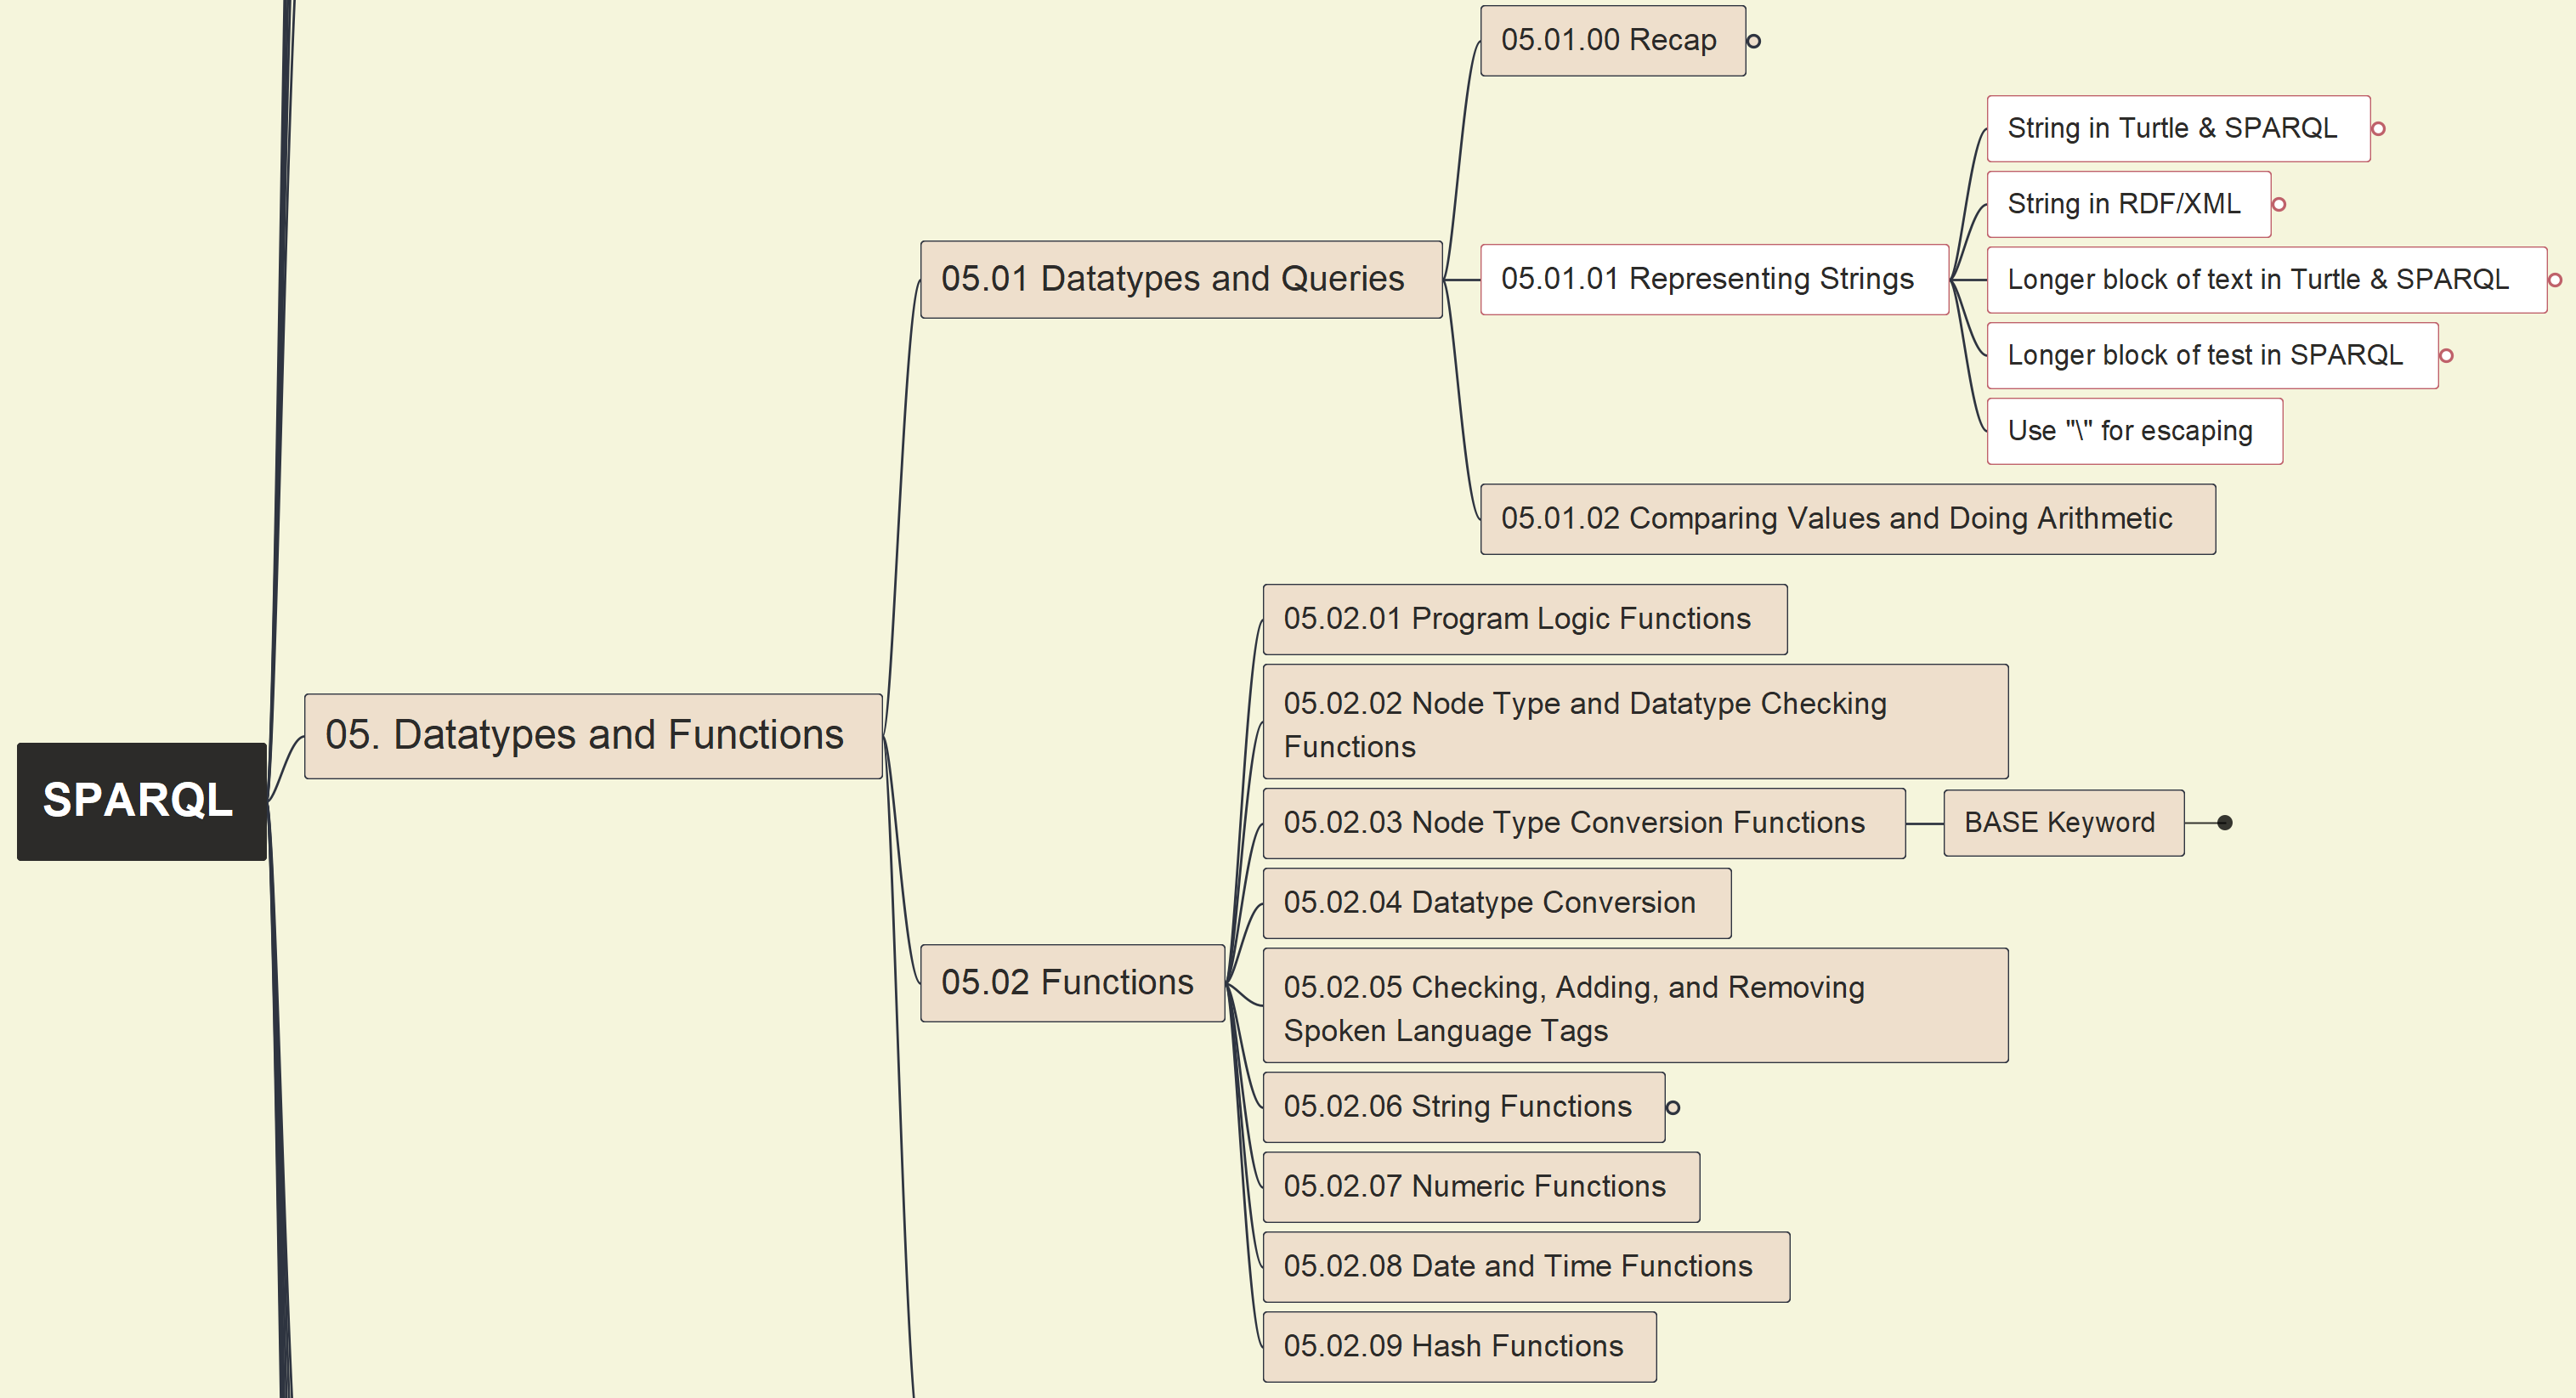 SPARQL
05. Datatypes and Functions
05.01 Datatypes and Queries
05.01.00 Recap
05.01.01 Representing Strings
String in Turtle & SPARQL
String in RDF/XML
Longer block of text in Turtle & SPARQL
Longer block of test in SPARQL
Use "\" for escaping
05.01.02 Comparing Values and Doing Arithmetic
05.02 Functions
05.02.01 Program Logic Functions
05.02.02 Node Type and Datatype Checking
Functions
05.02.03 Node Type Conversion Functions
BASE Keyword
05.02.04 Datatype Conversion
05.02.05 Checking, Adding, and Removing
Spoken Language Tags
05.02.06 String Functions
05.02.07 Numeric Functions
05.02.08 Date and Time Functions
05.02.09 Hash Functions